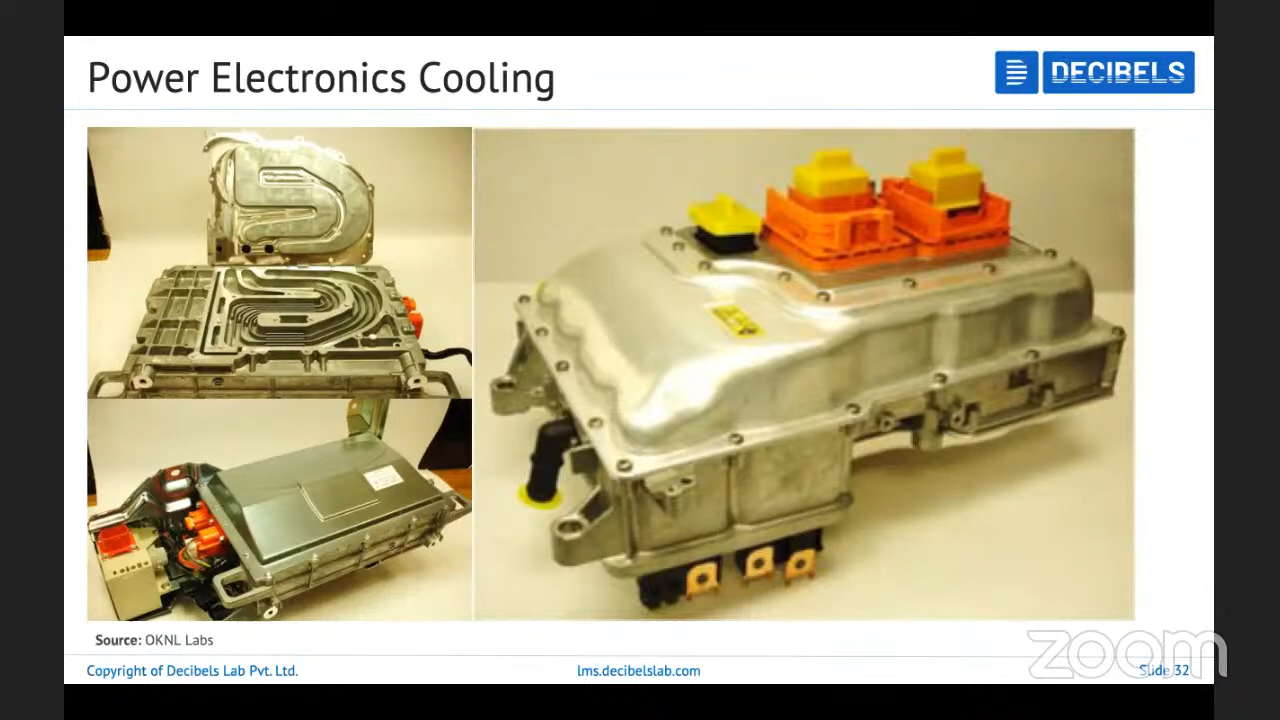 Power Electronics Cooling
DECIBELS
Source: OKNL Labs
Copyright of Decibels Lab Pvt. Ltd.
lms.decibelslab.com
Slide 32
zoom